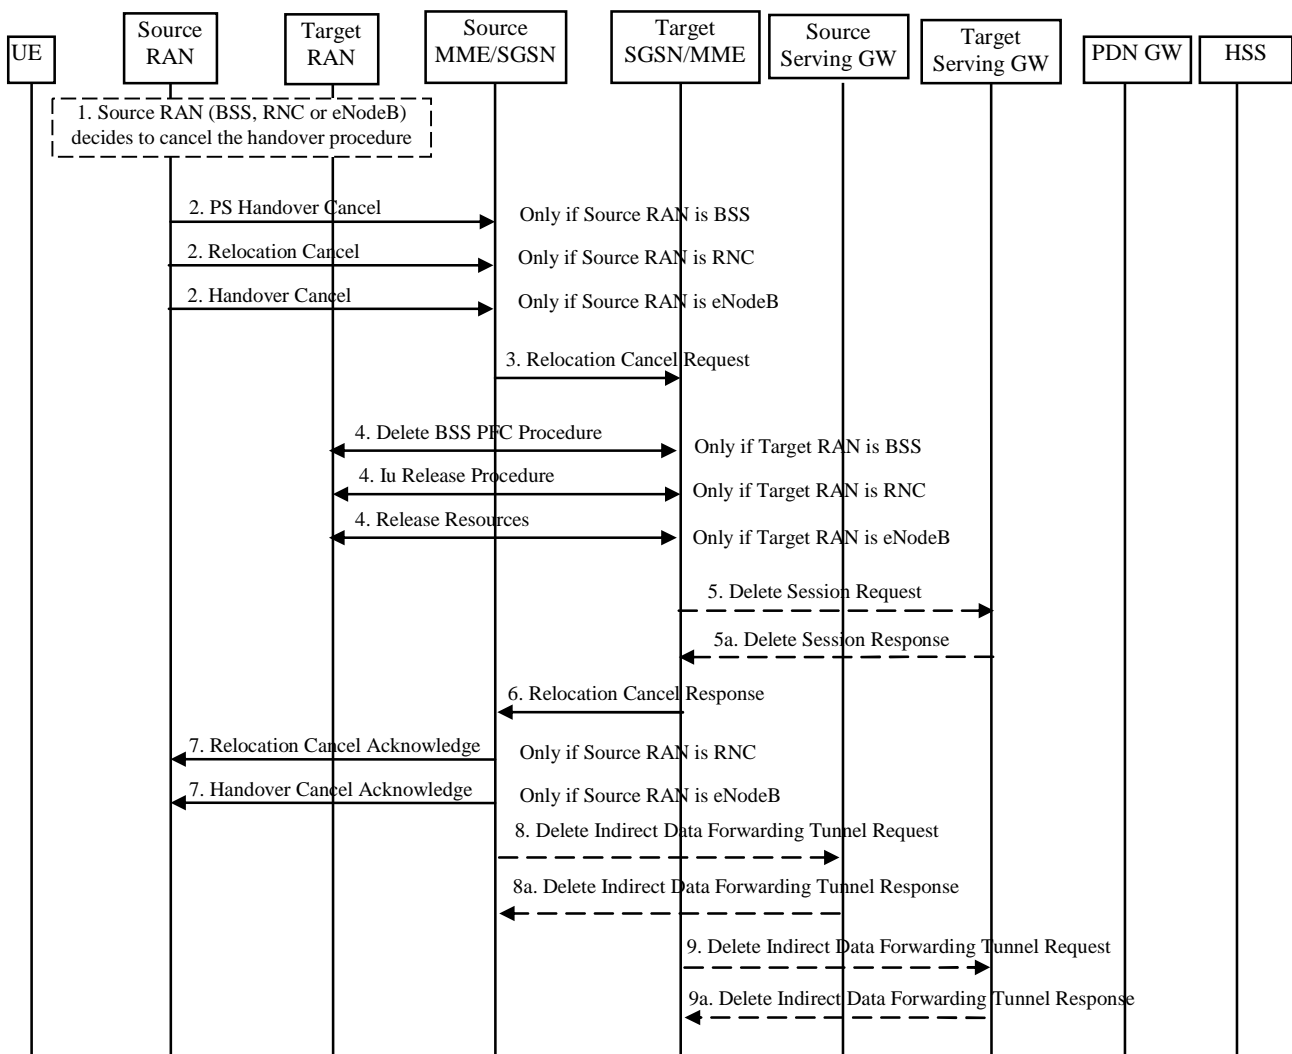 UE
Source
RAN
Target
RAN
Source
MME/SGSN
Target
SGSN/MME
Source
Serving GW
Target
Serving GW
PDN GW
HSS
1. Source RAN (BSS, RNC or eNodeB)
decides to cancel the handover procedure
2. PS Handover Cancel
Only if Source RAN is BSS
2. Relocation Cancel
Only if Source RAN is RNC
2. Handover Cancel
Only if Source RAN is eNodeB
3. Relocation Cancel Request
4. Delete BSS PFC Procedure
Only if Target RAN is BSS
4. Iu Release Procedure
Only if Target RAN is RNC
4. Release Resources
Only if Target RAN is eNodeB
5. Delete Session Request
5a. Delete Session Response
6. Relocation Cancel Response
7. Relocation Cancel Acknowledge
Only if Source RAN is RNC
7. Handover Cancel Acknowledge
Only if Source RAN is eNodeB
8. Delete Indirect Data Forwarding Tunnel Request
8a. Delete Indirect Data Forwarding Tunnel Response
9. Delete Indirect Data Forwarding Tunnel Request
9a. Delete Indirect Data Forwarding Tunnel Response